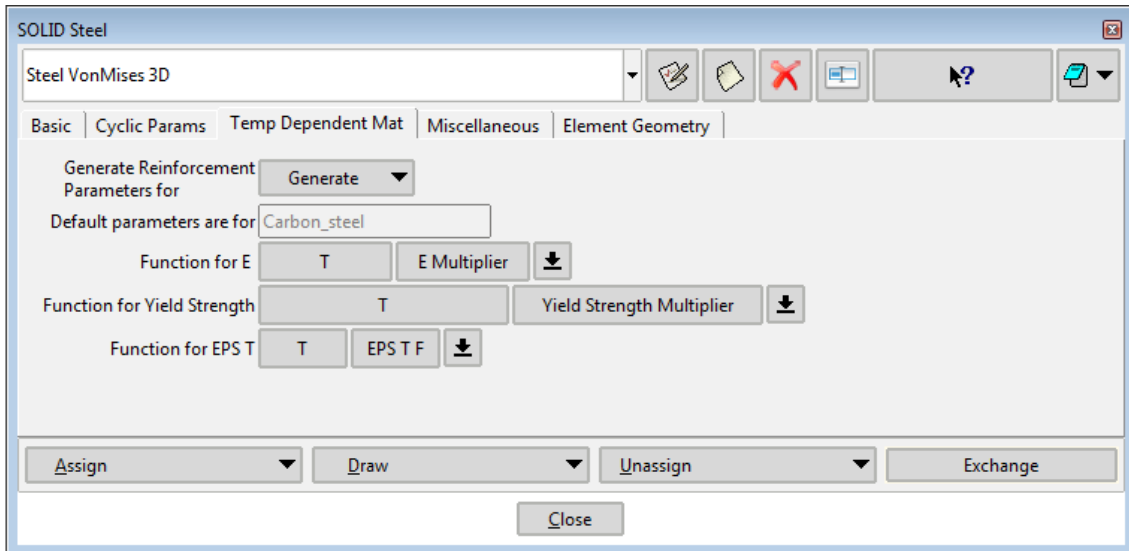 SOLID Steel
Steel VonMises 3D
?
Basic Cyclic Params Temp Dependent Mat Miscellaneous Element Geometry
Generate Reinforcement
Parameters for
Generate
Default parameters are for Carbon_steel
Function for E T E Multiplier
Function for Yield Strength T Yield Strength Multiplier
Function for EPS T T EPS T F
Assign Draw Unassign Exchange
Close